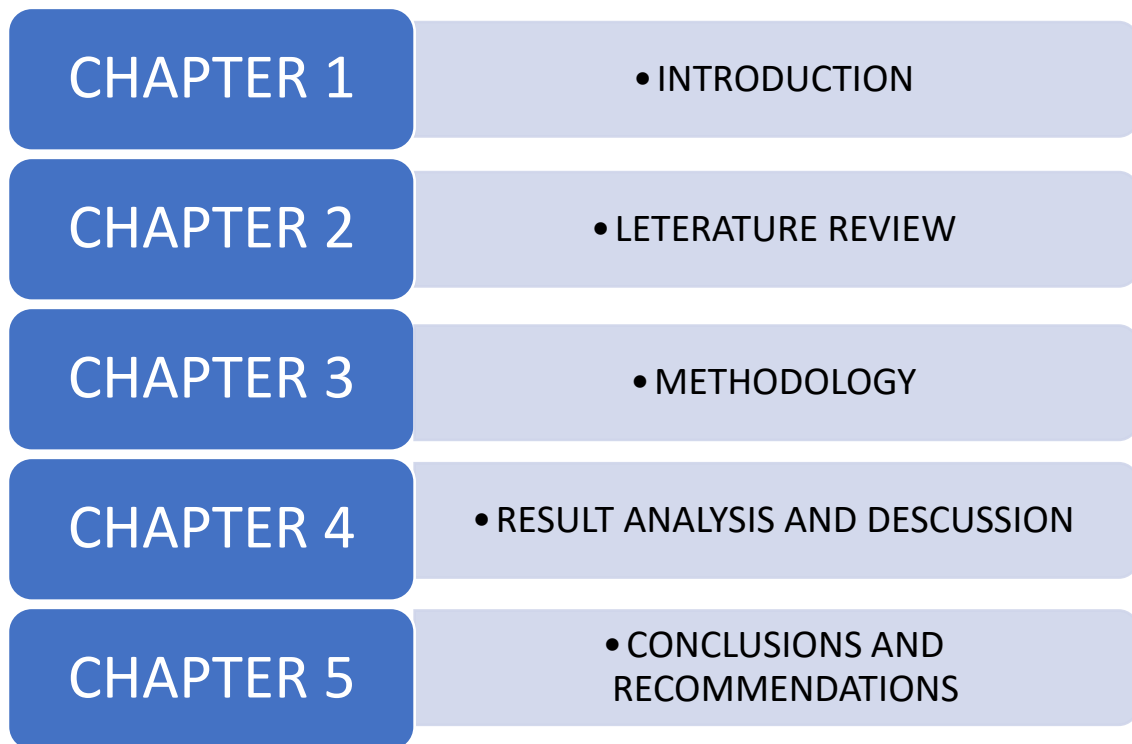 CHAPTER 1
• INTRODUCTION
CHAPTER 2
• LETERATURE REVIEW
CHAPTER 3
• METHODOLOGY
CHAPTER 4
• RESULT ANALYSIS AND DESCUSSION
CHAPTER 5
• CONCLUSIONS AND
RECOMMENDATIONS